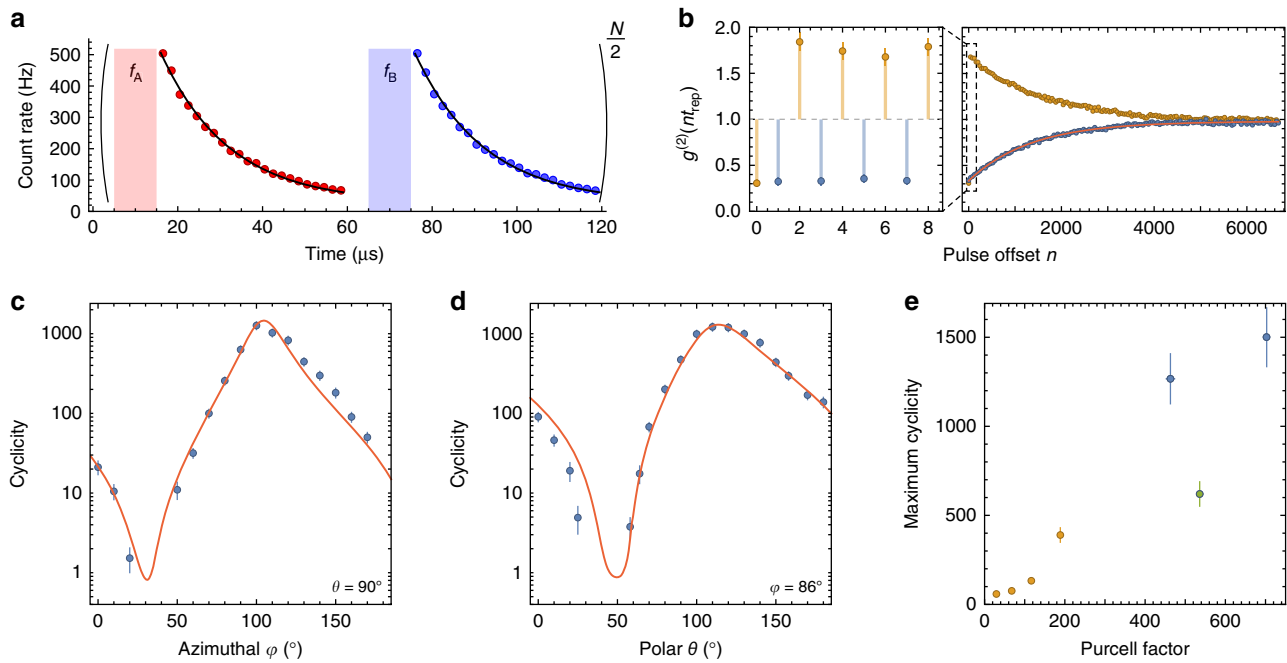 a
Count rate (Hz)
500
400
300
200
100
0
f_A
f_B
N/2
0 20 40 60 80 100 120
Time (μs)
b
g^(2)(nt_rep)
2.0
1.5
1.0
0.5
0.0
0 2 4 6 8
0 2000 4000 6000
Pulse offset n
c
Cyclicity
1000
100
10
1
θ = 90°
0 50 100 150
Azimuthal φ (°)
d
Cyclicity
1000
100
10
1
φ = 86°
0 50 100 150
Polar θ (°)
e
Maximum cyclicity
1500
1000
500
0
0 200 400 600
Purcell factor